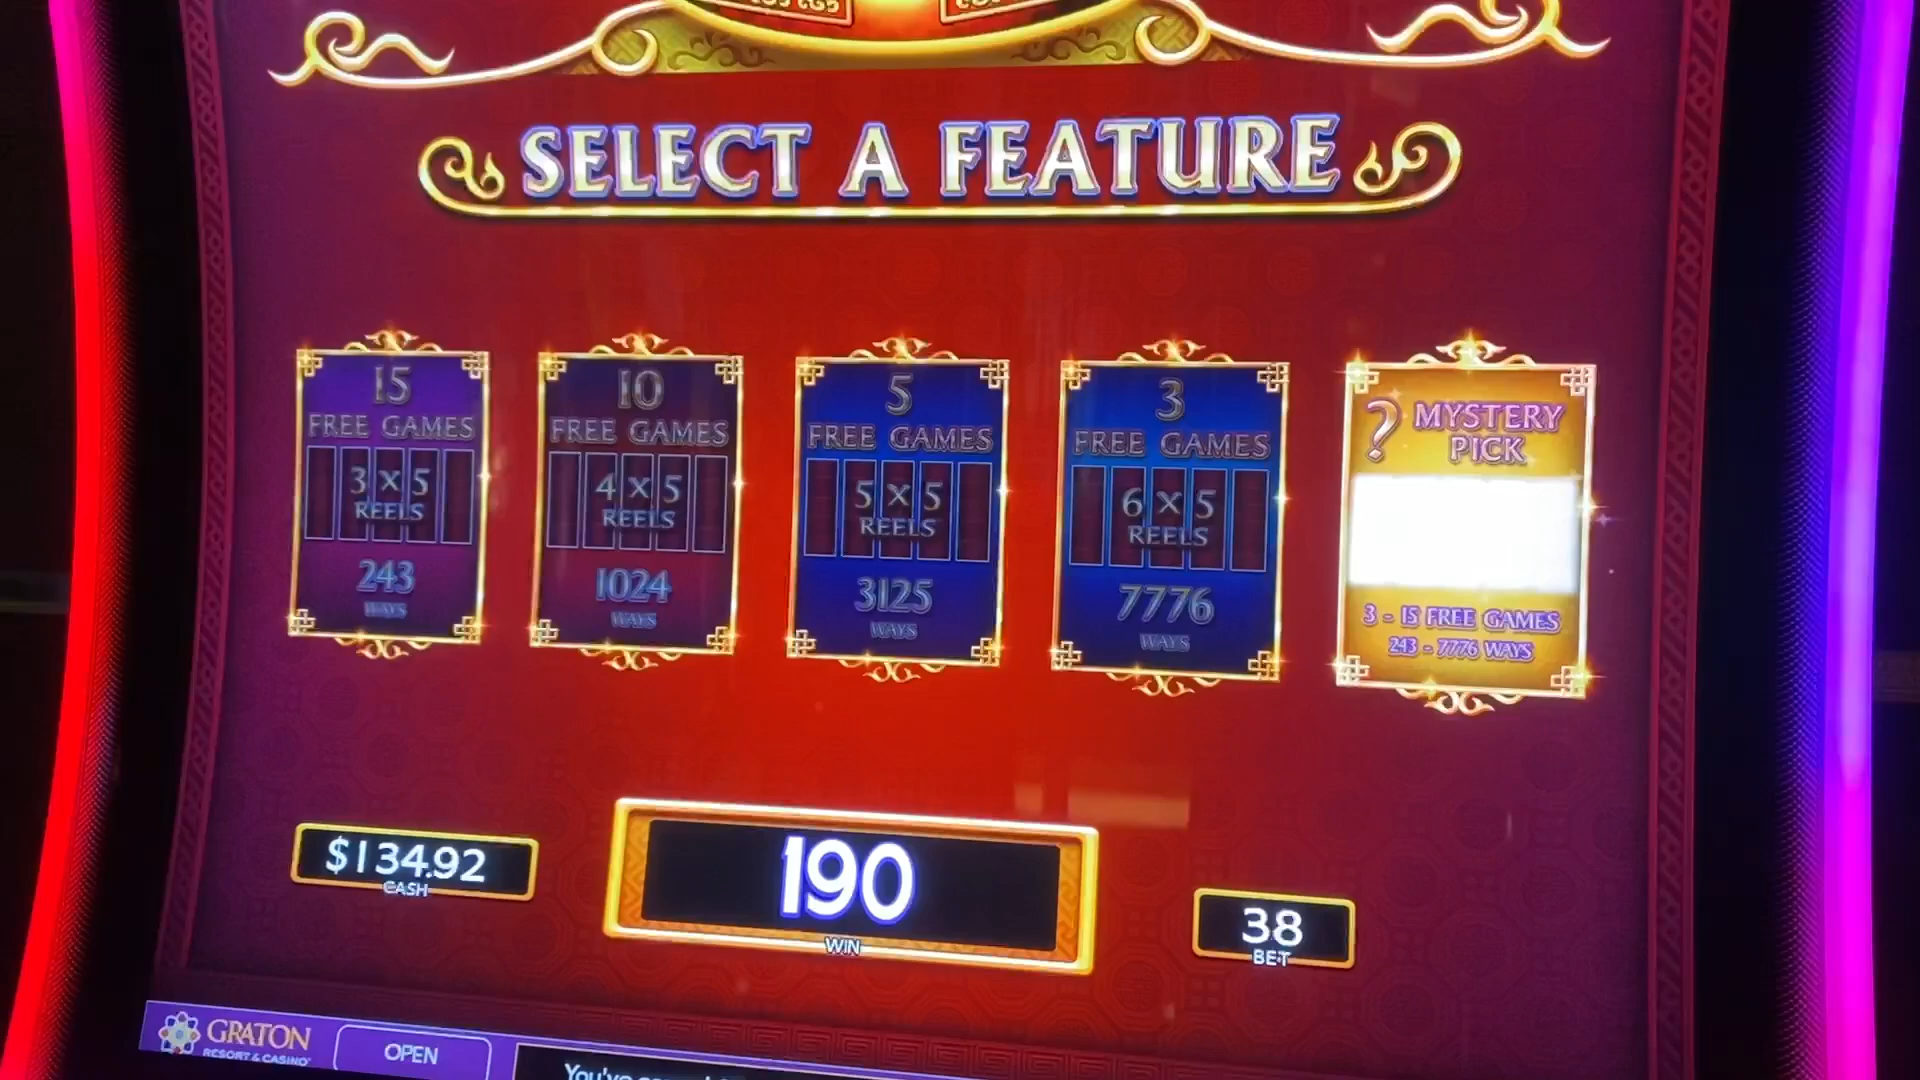 SELECT A FEATURE
15
FREE GAMES
3 X 5
REELS
243
WAYS
10
FREE GAMES
4 X 5
REELS
1024
WAYS
5
FREE GAMES
5 X 5
REELS
3125
WAYS
3
FREE GAMES
6 X 5
REELS
7776
WAYS
? MYSTERY
PICK
3 - 15 FREE GAMES
243 - 7776 WAYS
$134.92
CASH
190
WIN
38
BET
GRATON
RESORT & CASINO
OPEN
You've